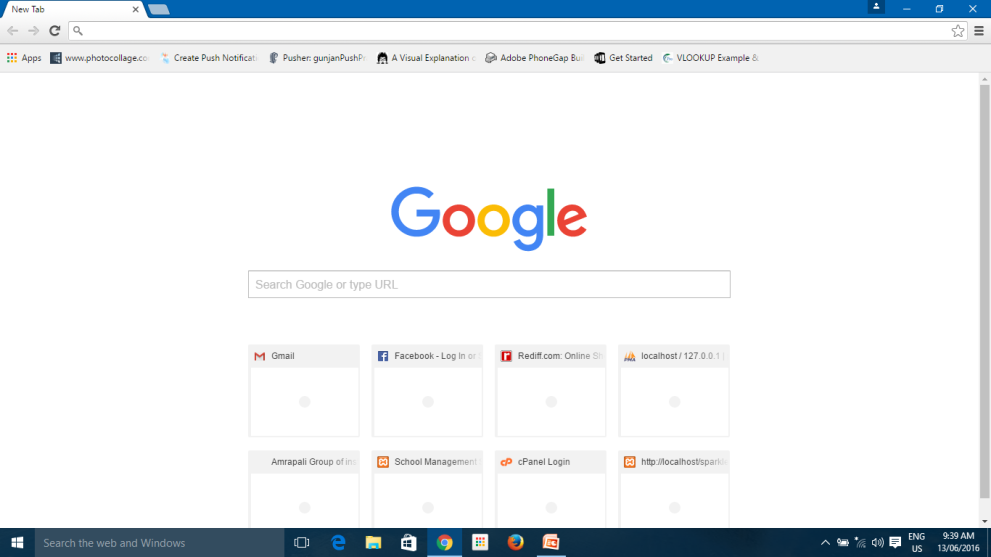 New Tab
Apps www.photocollage.co Create Push Notificati Pusher: gunjanPushPr A Visual Explanation o Adobe PhoneGap Buil Get Started VLOOKUP Example &
Google
Search Google or type URL
Gmail Facebook - Log In or Rediff.com: Online Sh localhost / 127.0.0.1 |
Amrapali Group of ins School Management cPanel Login http://localhost/sparkle
Search the web and Windows
ENG 9:39 AM
US 13/06/2016